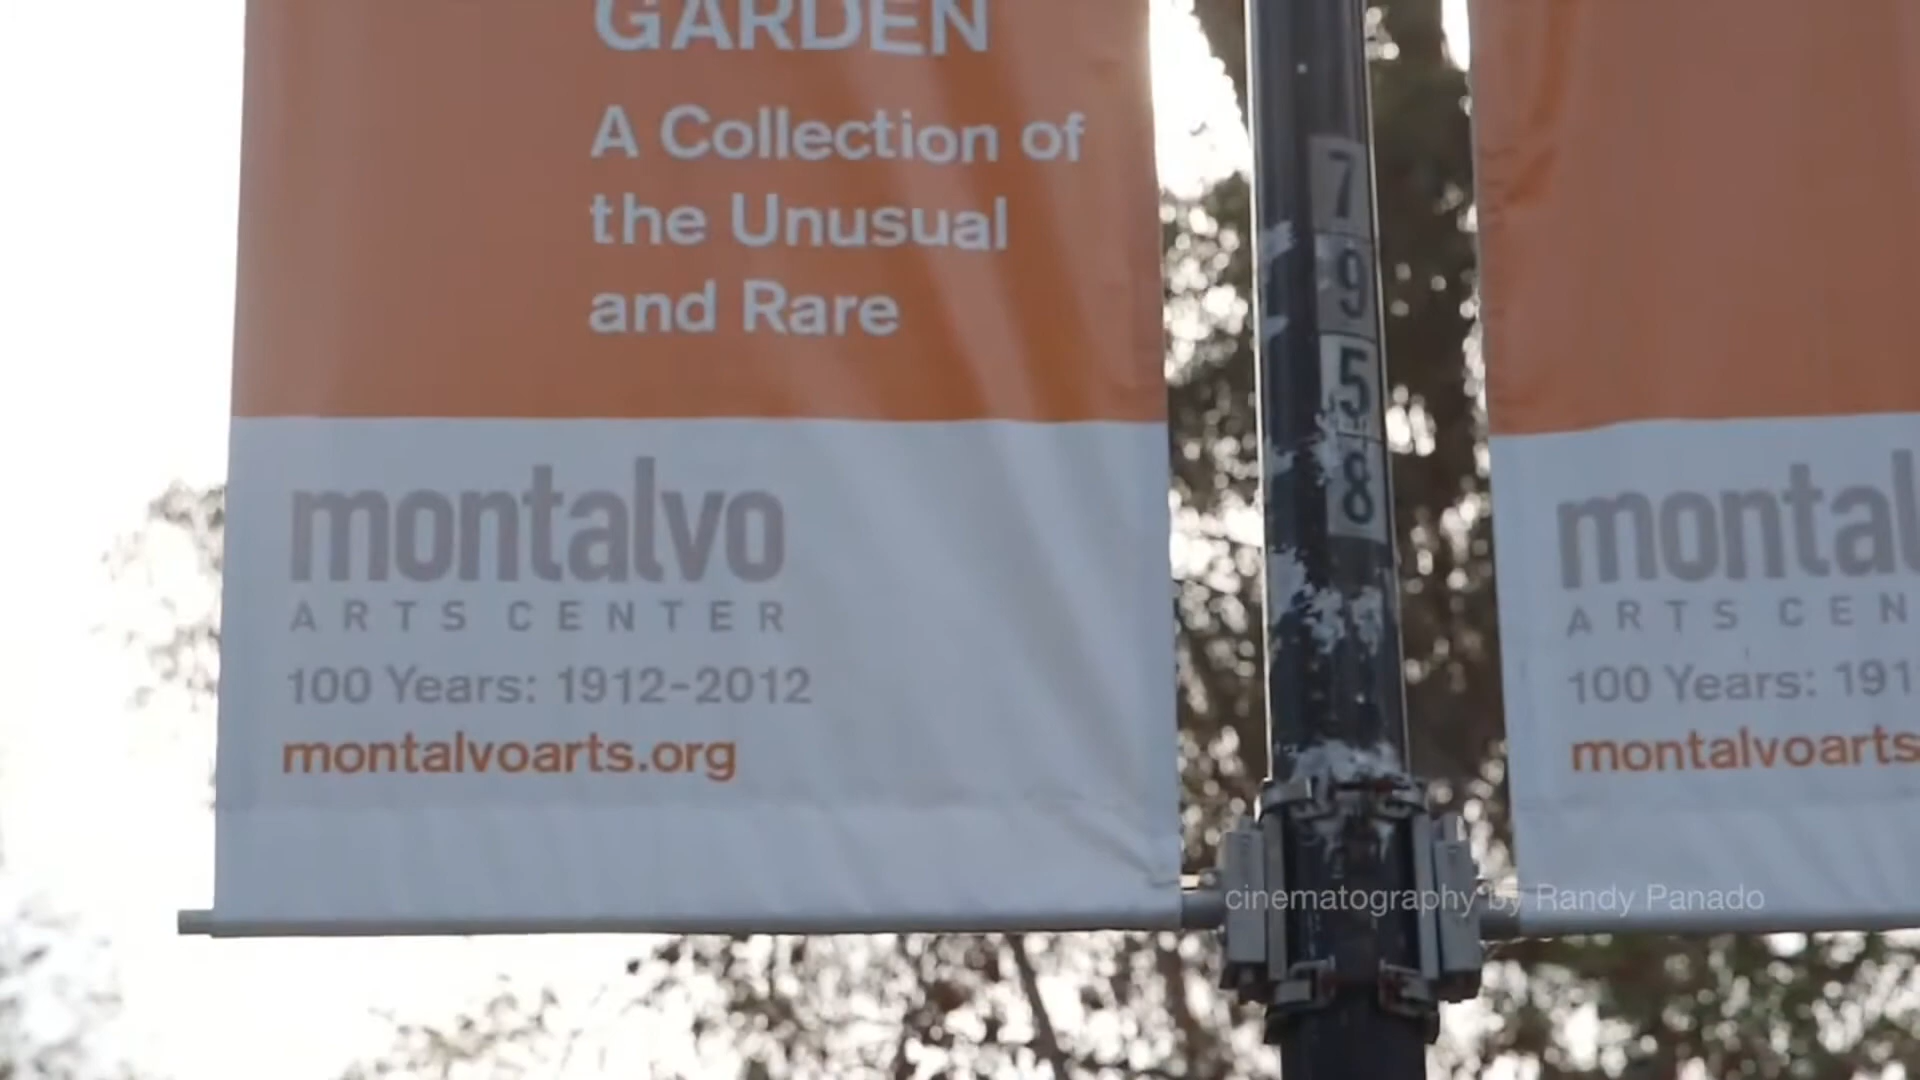 GARDEN
A Collection of
the Unusual
and Rare
montalvo
ARTS CENTER
100 Years: 1912-2012
montalvoarts.org
7
9
5
8
montal
ARTS CEN
100 Years: 191
montalvoarts
cinematography by Randy Panado